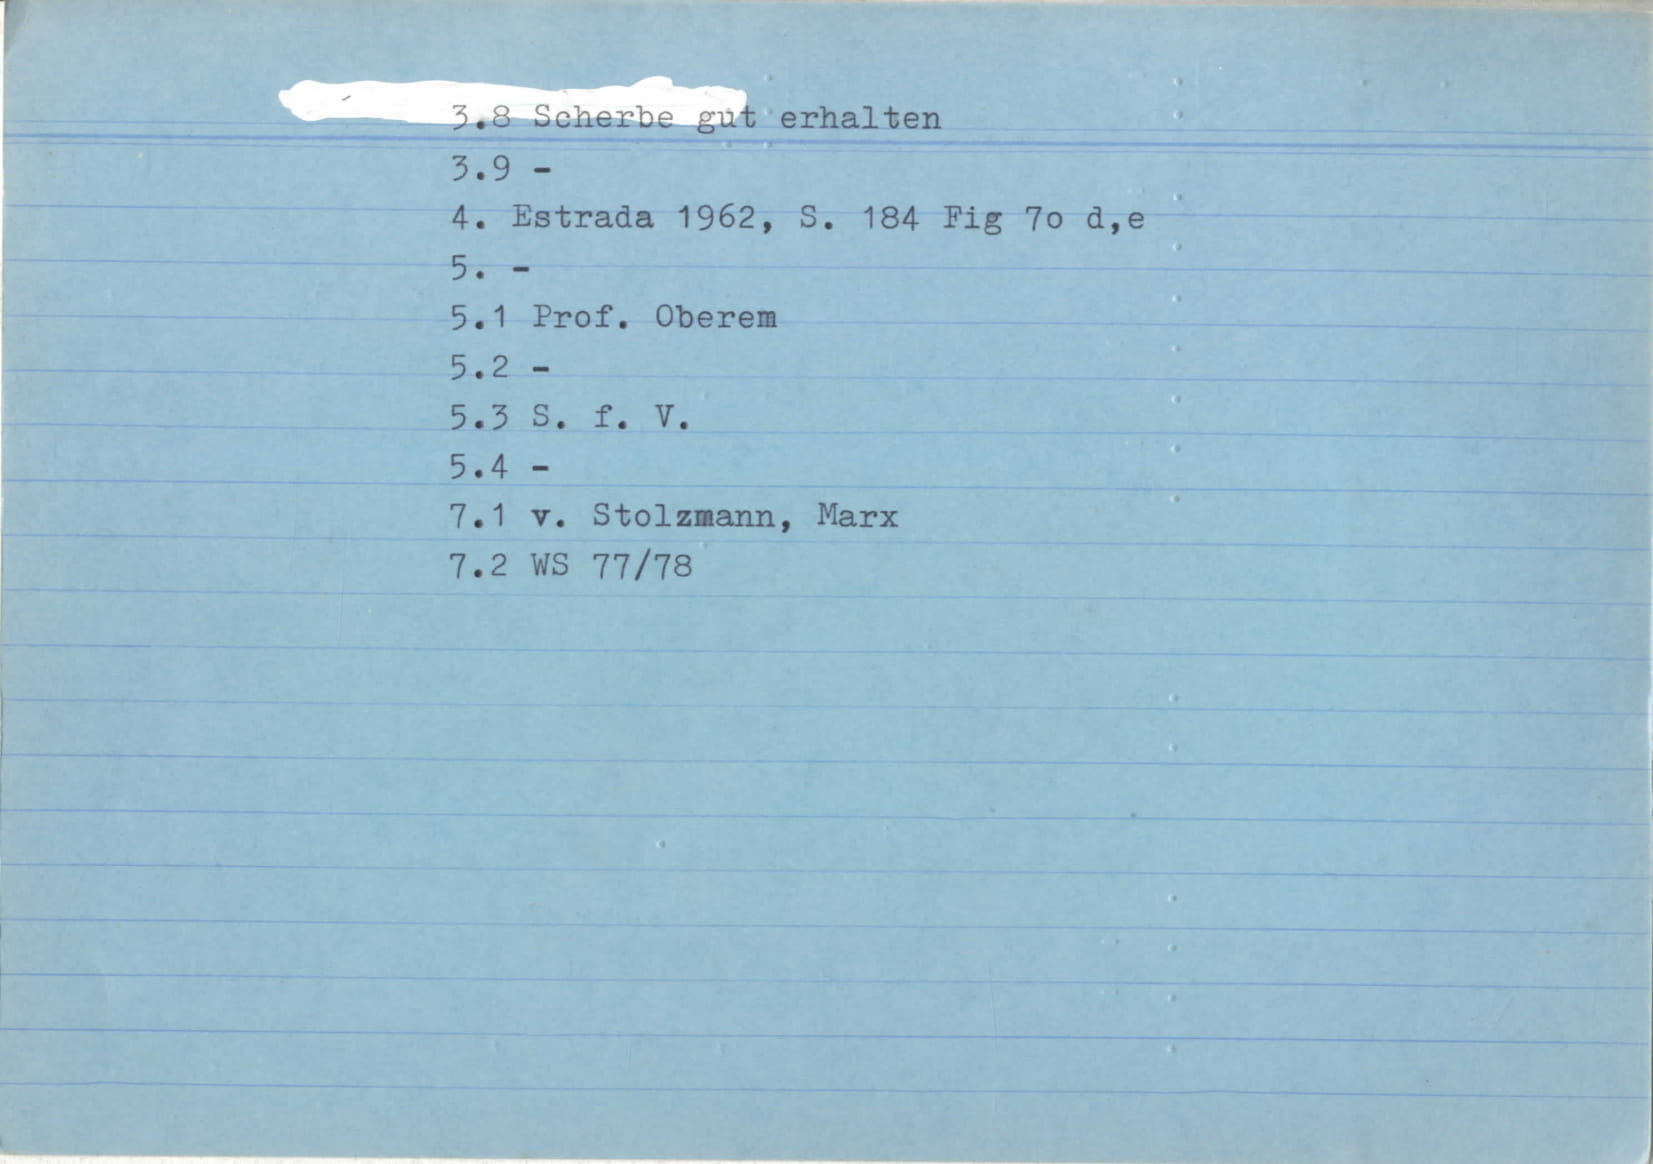 3.8 Scherbe gut erhalten
3.9 -
4. Estrada 1962, S. 184 Fig 7o d,e
5. -
5.1 Prof. Oberem
5.2 -
5.3 S. f. V.
5.4 -
7.1 v. Stolzmann, Marx
7.2 WS 77/78